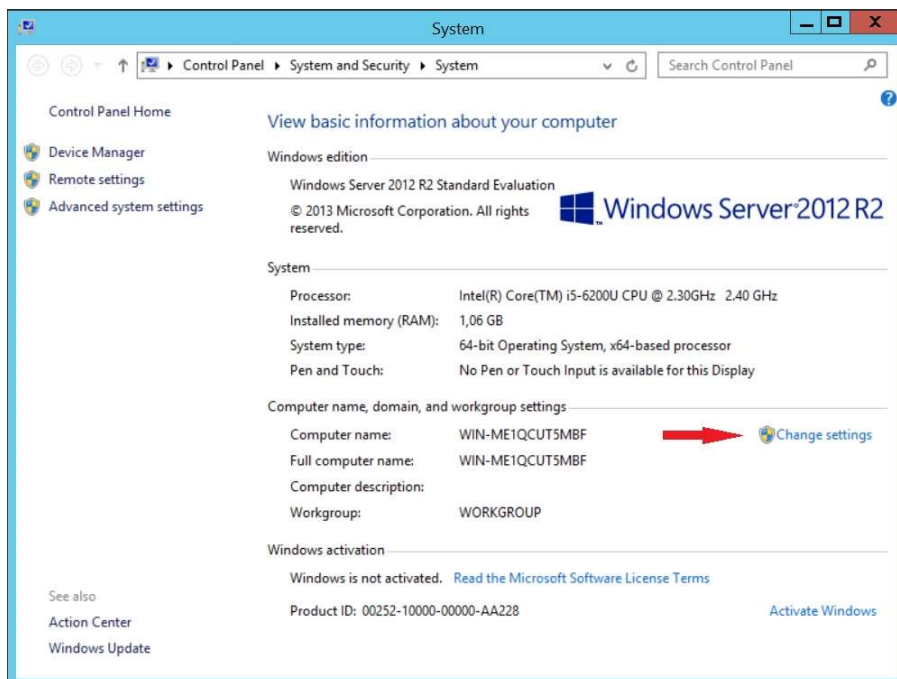 System
Control Panel ▸ System and Security ▸ System
Search Control Panel
Control Panel Home
Device Manager
Remote settings
Advanced system settings
View basic information about your computer
Windows edition
Windows Server 2012 R2 Standard Evaluation
© 2013 Microsoft Corporation. All rights
reserved.
Windows Server 2012 R2
System
Processor: Intel(R) Core(TM) i5-6200U CPU @ 2.30GHz 2.40 GHz
Installed memory (RAM): 1,06 GB
System type: 64-bit Operating System, x64-based processor
Pen and Touch: No Pen or Touch Input is available for this Display
Computer name, domain, and workgroup settings
Computer name: WIN-ME1QCUT5MBF
Change settings
Full computer name: WIN-ME1QCUT5MBF
Computer description:
Workgroup: WORKGROUP
Windows activation
Windows is not activated. Read the Microsoft Software License Terms
Product ID: 00252-10000-00000-AA228
Activate Windows
See also
Action Center
Windows Update